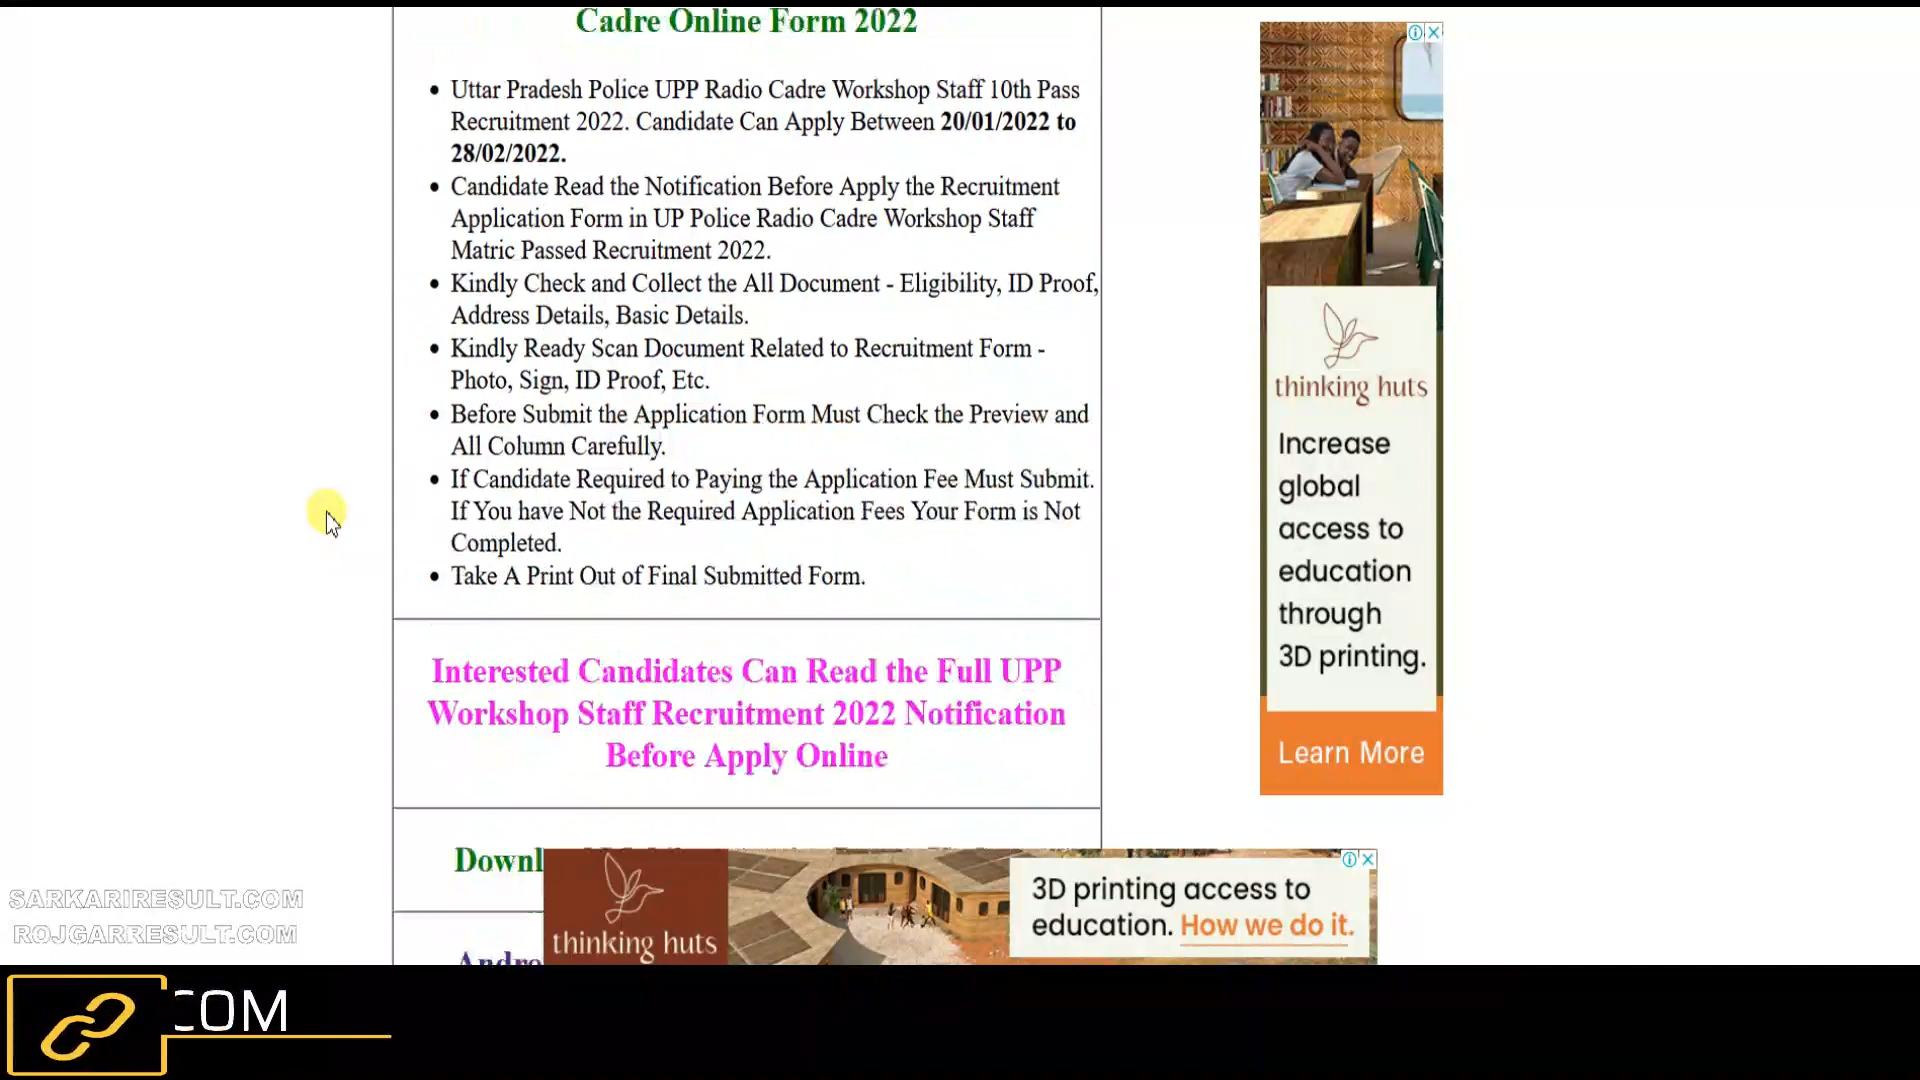 Cadre Online Form 2022
• Uttar Pradesh Police UPP Radio Cadre Workshop Staff 10th Pass
Recruitment 2022. Candidate Can Apply Between 20/01/2022 to
28/02/2022.
• Candidate Read the Notification Before Apply the Recruitment
Application Form in UP Police Radio Cadre Workshop Staff
Matric Passed Recruitment 2022.
• Kindly Check and Collect the All Document - Eligibility, ID Proof,
Address Details, Basic Details.
• Kindly Ready Scan Document Related to Recruitment Form -
Photo, Sign, ID Proof, Etc.
• Before Submit the Application Form Must Check the Preview and
All Column Carefully.
• If Candidate Required to Paying the Application Fee Must Submit.
If You have Not the Required Application Fees Your Form is Not
Completed.
• Take A Print Out of Final Submitted Form.
Interested Candidates Can Read the Full UPP
Workshop Staff Recruitment 2022 Notification
Before Apply Online
Downl
Andro
thinking huts
Increase
global
access to
education
through
3D printing.
Learn More
thinking huts
3D printing access to
education. How we do it.
SARKARIRESULT.COM
ROJGARRESULT.COM
COM